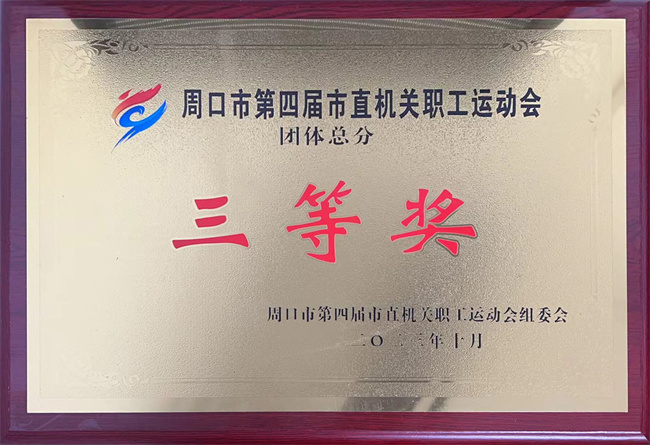 周口市第四届市直机关职工运动会
团体总分
三等奖
周口市第四届市直机关职工运动会组委会
二〇二三年十月